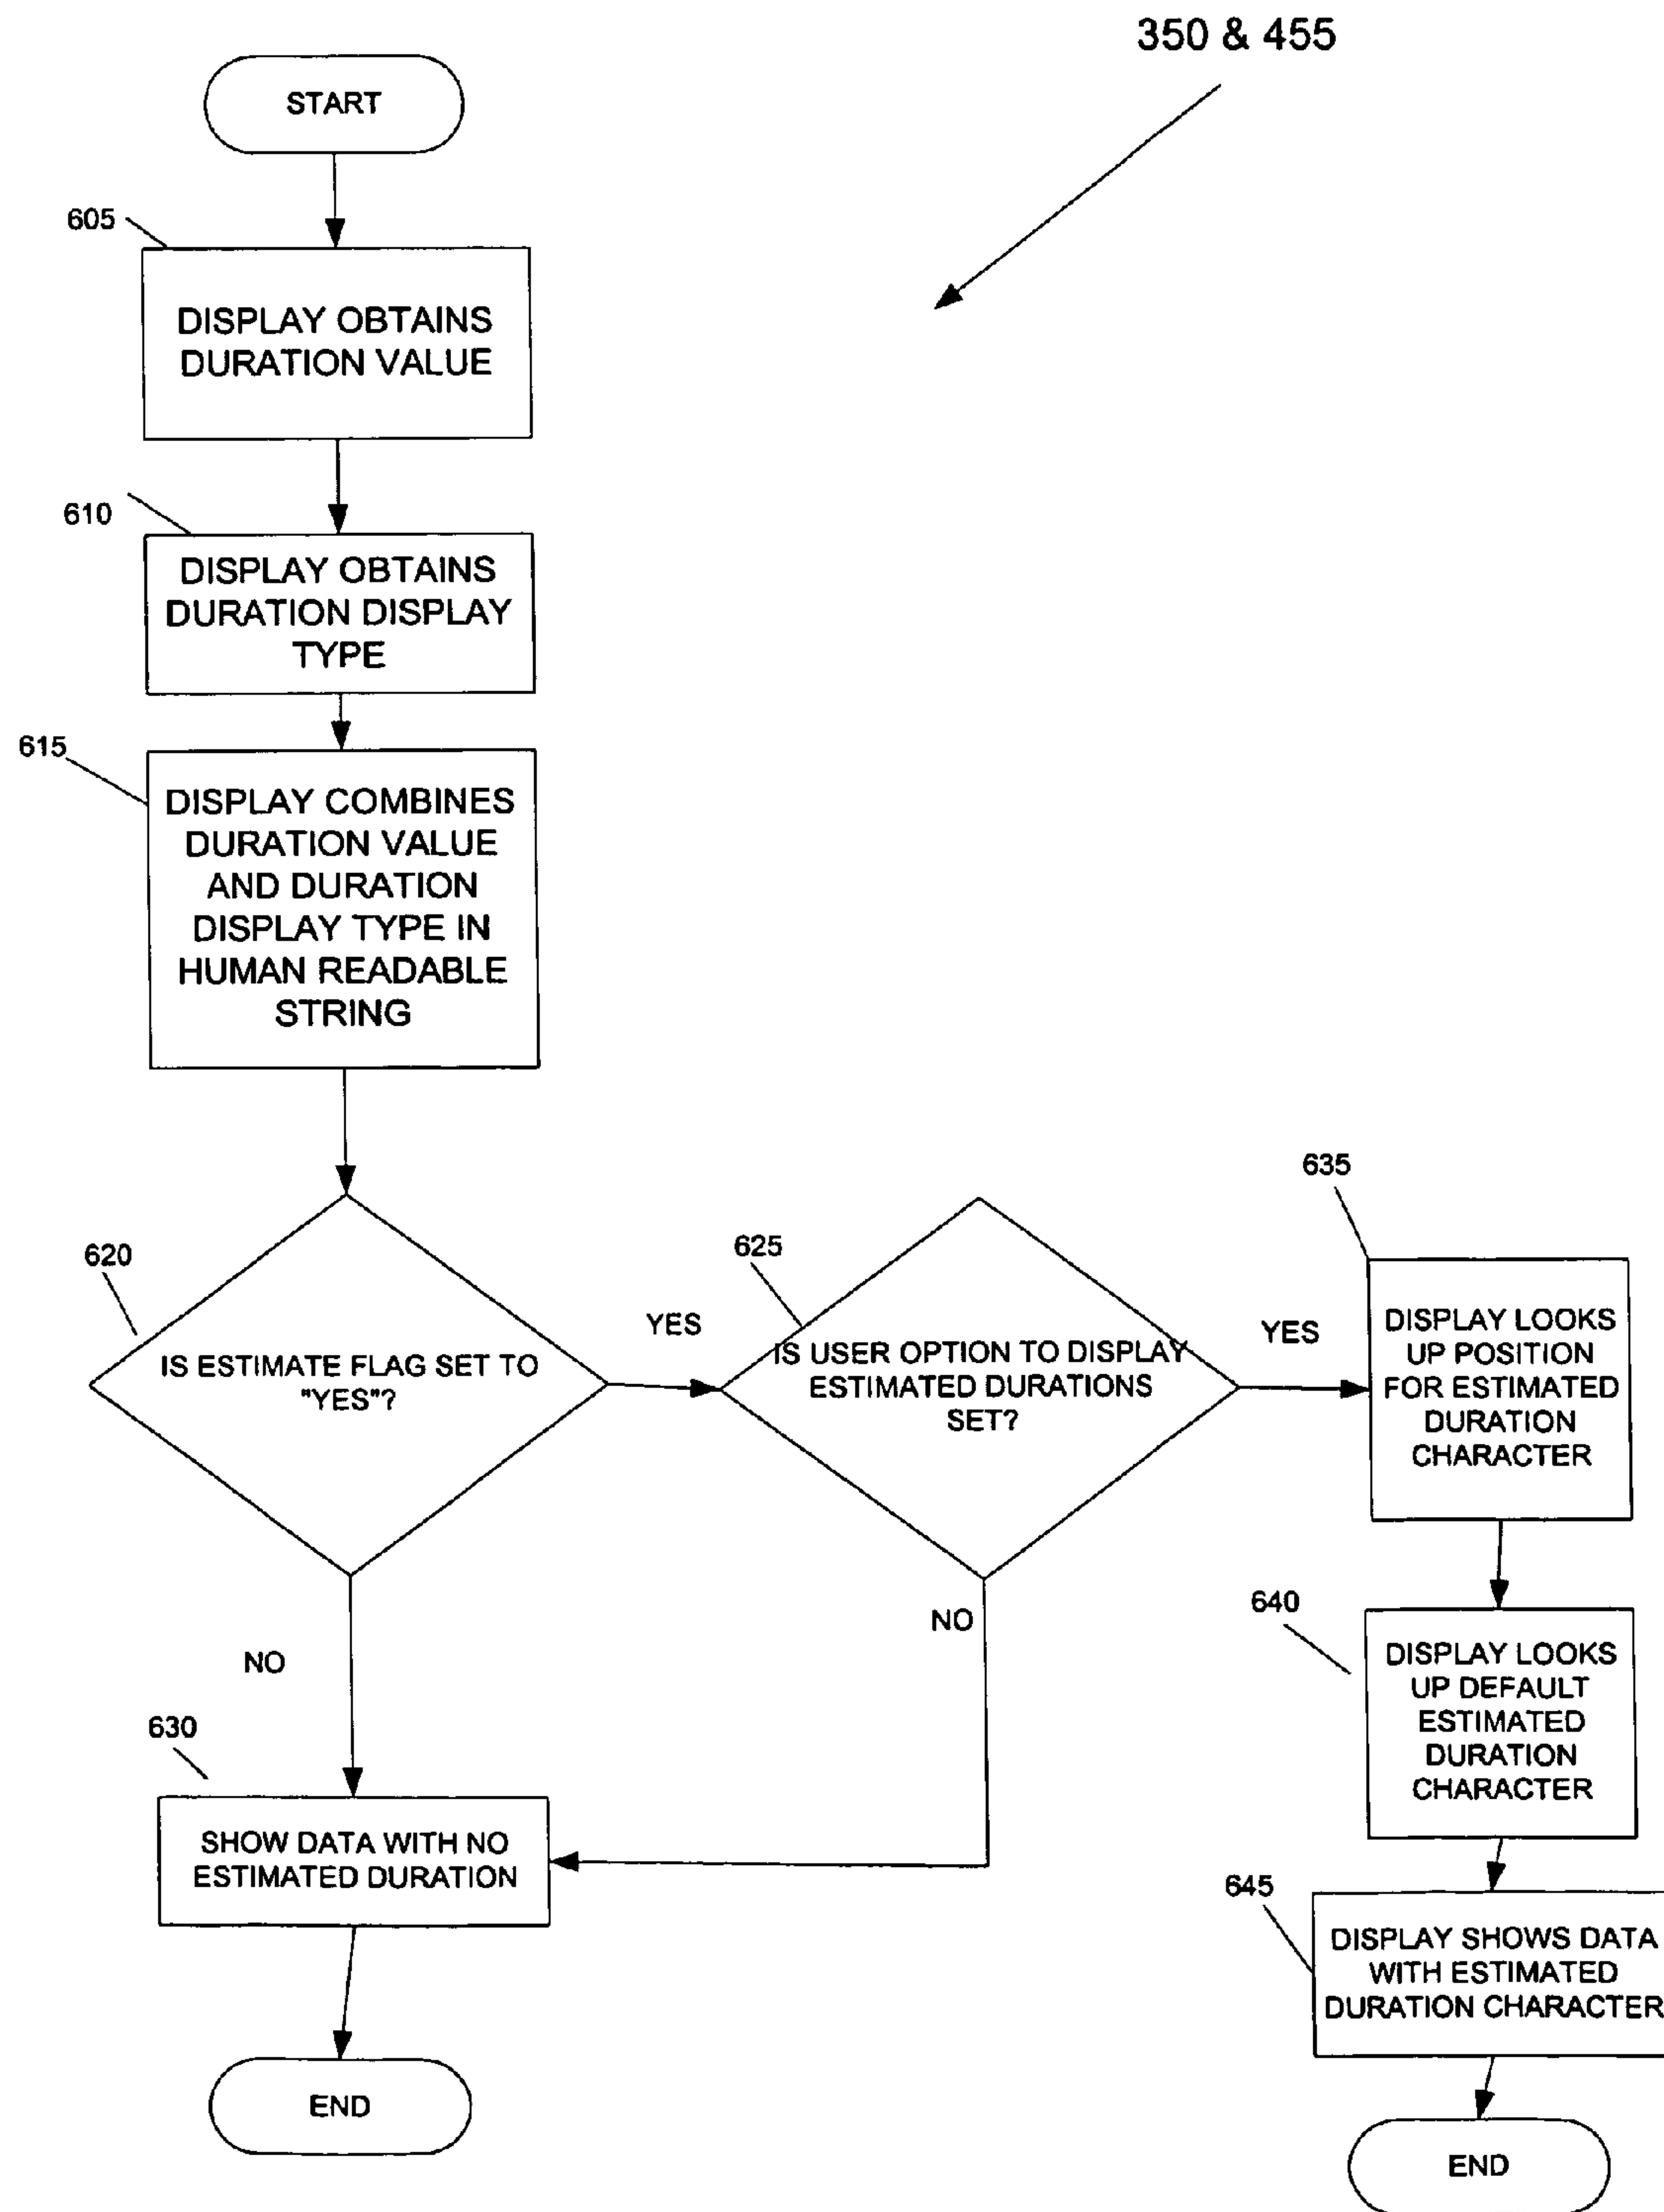 350 & 455
START
605
DISPLAY OBTAINS
DURATION VALUE
610
DISPLAY OBTAINS
DURATION DISPLAY
TYPE
615
DISPLAY COMBINES
DURATION VALUE
AND DURATION
DISPLAY TYPE IN
HUMAN READABLE
STRING
620
IS ESTIMATE FLAG SET TO
"YES"?
YES
625
IS USER OPTION TO DISPLAY
ESTIMATED DURATIONS
SET?
YES
635
DISPLAY LOOKS
UP POSITION
FOR ESTIMATED
DURATION
CHARACTER
NO
NO
640
DISPLAY LOOKS
UP DEFAULT
ESTIMATED
DURATION
CHARACTER
630
SHOW DATA WITH NO
ESTIMATED DURATION
645
DISPLAY SHOWS DATA
WITH ESTIMATED
DURATION CHARACTER
END
END